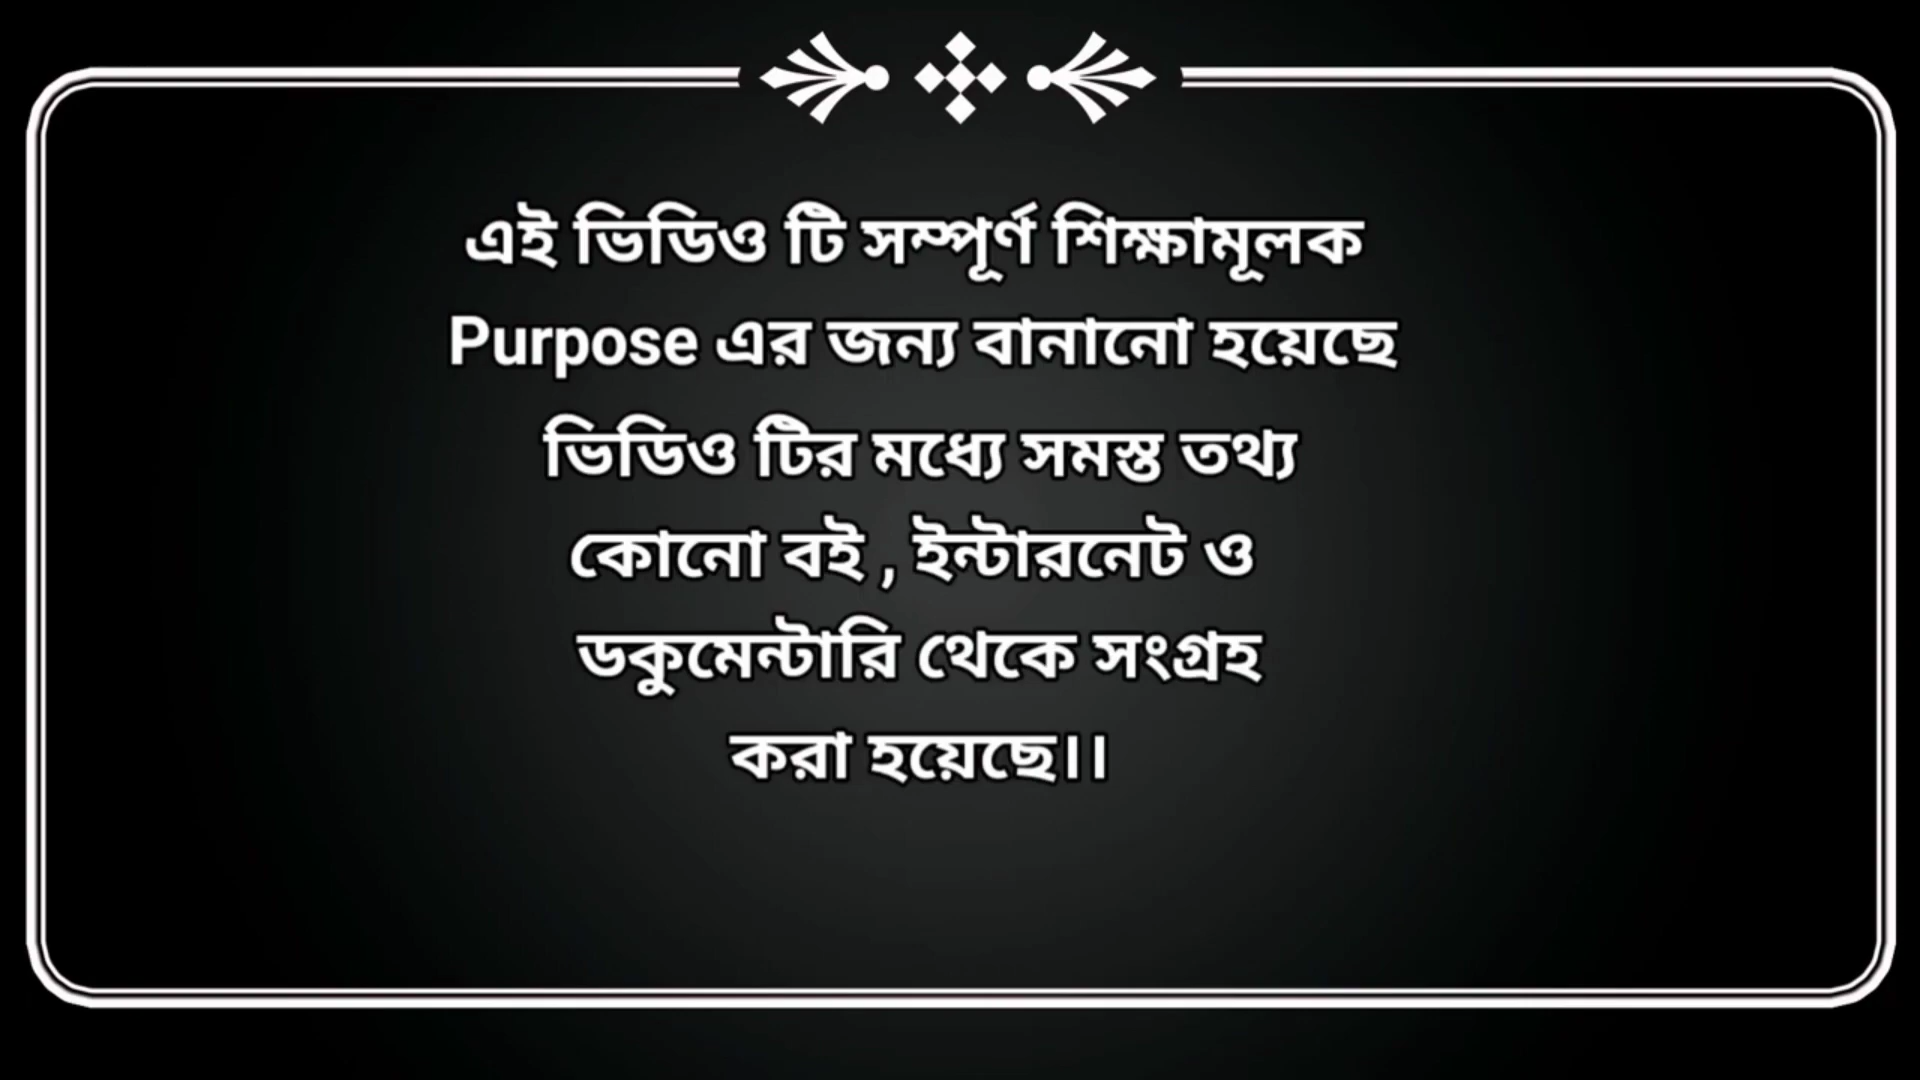 এই ভিডিও টি সম্পূর্ণ শিক্ষামূলক
Purpose এর জন্য বানানো হয়েছে
ভিডিও টির মধ্যে সমস্ত তথ্য
কোনো বই , ইন্টারনেট ও
ডকুমেন্টারি থেকে সংগ্রহ
করা হয়েছে।।